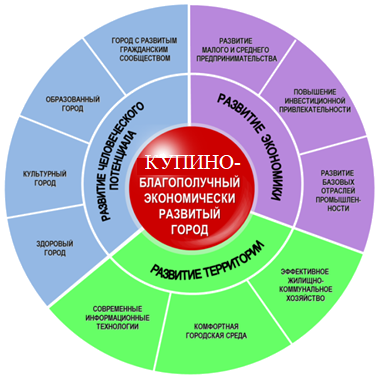 ГОРОД С РАЗВИТЫМ
ГРАЖДАНСКИМ
СООБЩЕСТВОМ
РАЗВИТИЕ
МАЛОГО И СРЕДНЕГО
ПРЕДПРИНИМАТЕЛЬСТВА
ПОВЫШЕНИЕ
ИНВЕСТИЦИОННОЙ
ПРИВЛЕКАТЕЛЬНОСТИ
РАЗВИТИЕ
БАЗОВЫХ
ОТРАСЛЕЙ
ПРОМЫШЛЕН-
НОСТИ
ОБРАЗОВАННЫЙ
ГОРОД
КУЛЬТУРНЫЙ
ГОРОД
ЗДОРОВЫЙ
ГОРОД
РАЗВИТИЕ ЧЕЛОВЕЧЕСКОГО
ПОТЕНЦИАЛА
РАЗВИТИЕ ЭКОНОМИКИ
КУПИНО-
БЛАГОПОЛУЧНЫЙ
ЭКОНОМИЧЕСКИ
РАЗВИТЫЙ
ГОРОД
РАЗВИТИЕ ТЕРРИТОРИИ
СОВРЕМЕННЫЕ
ИНФОРМАЦИОННЫЕ
ТЕХНОЛОГИИ
КОМФОРТНАЯ
ГОРОДСКАЯ СРЕДА
ЭФФЕКТИВНОЕ
ЖИЛИЩНО-
КОММУНАЛЬНОЕ
ХОЗЯЙСТВО